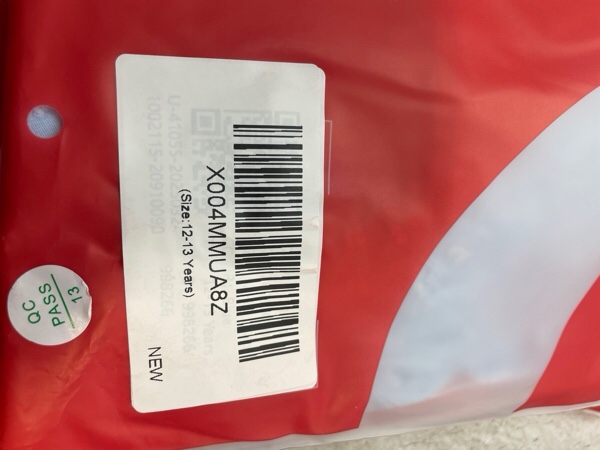 X004MMUA8Z
(Size:12-13 Years)
NEW
QC
PASS
13